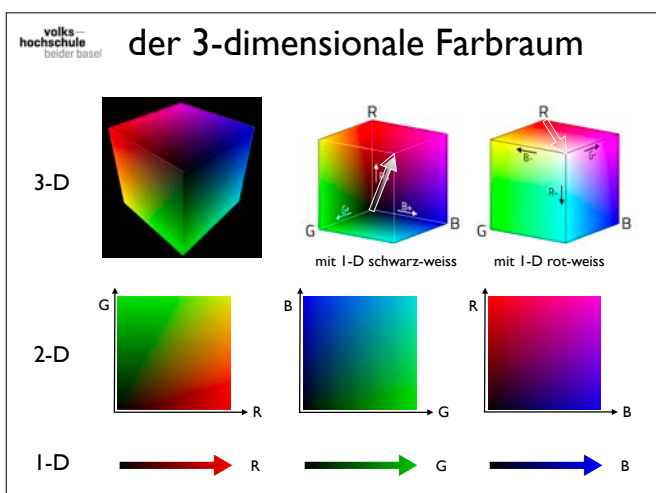 volks–
hochschule
beider basel
der 3-dimensionale Farbraum
3-D
R
R
B-
R-
B+
G
B
G
B
mit 1-D schwarz-weiss
mit 1-D rot-weiss
2-D
G
R
B
G
R
B
1-D
R
G
B